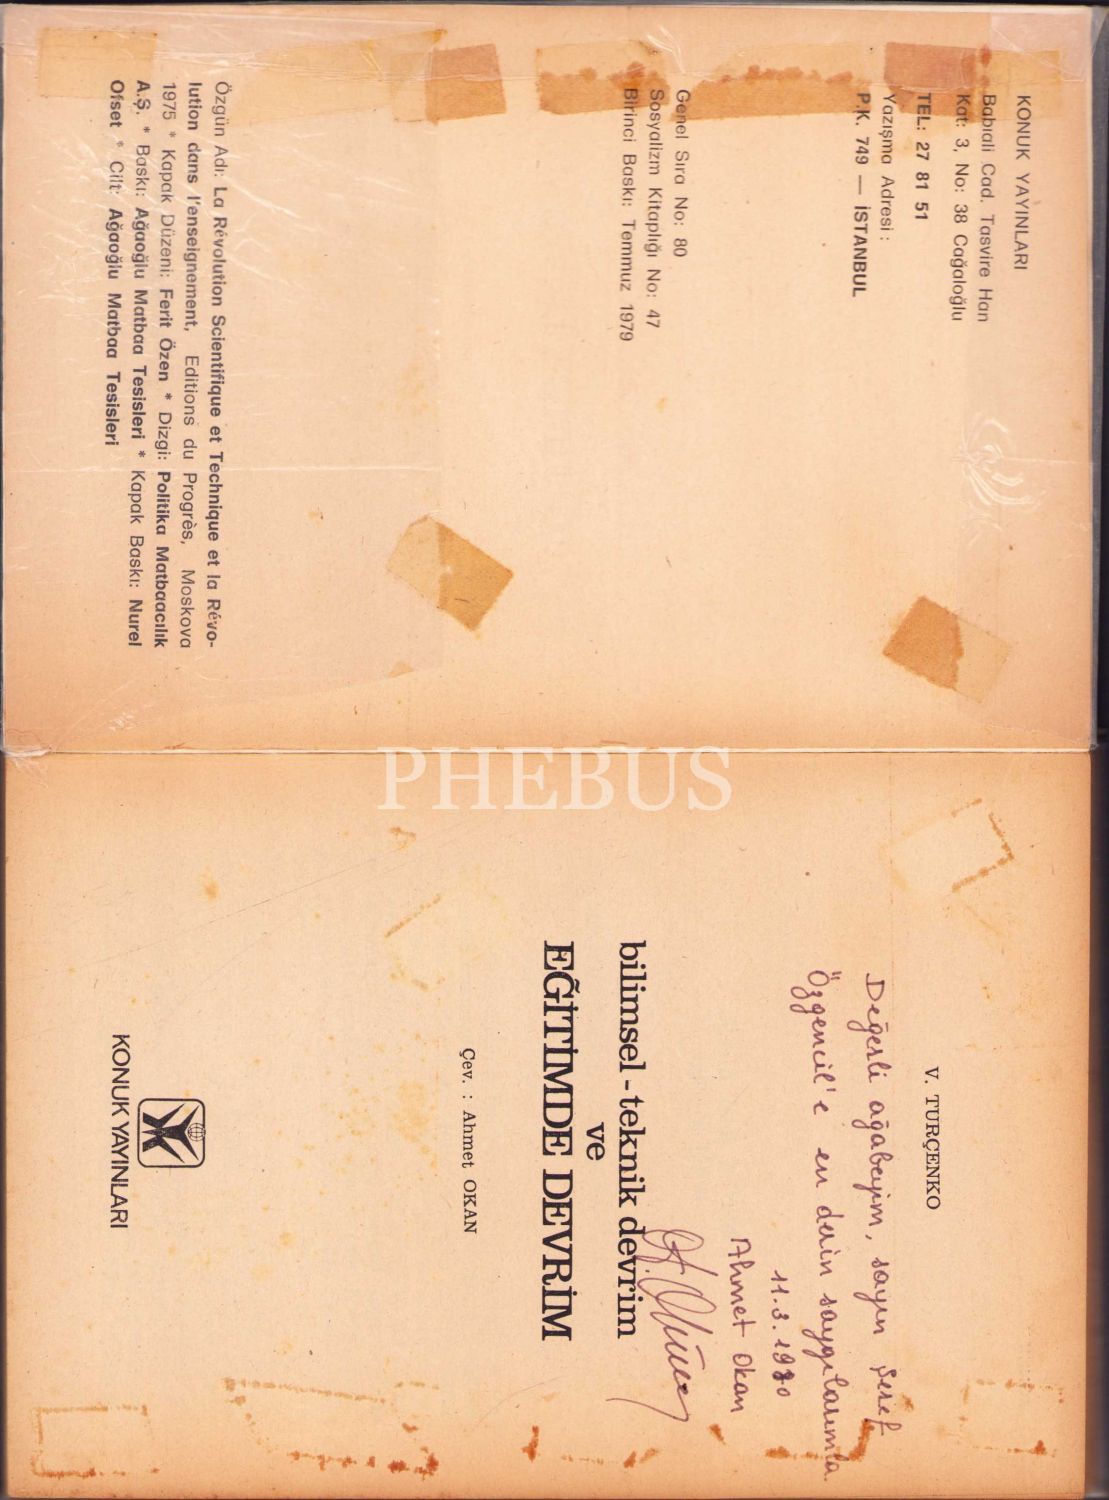 KONUK YAYINLARI
Babıali Cad. Tasvire Han
Kat: 3, No: 38 Cağaloğlu
TEL: 27 81 51
Yazışma Adresi :
P.K. 749 — İSTANBUL
Genel Sıra No: 80
Sosyalizm Kitaplığı No: 47
Birinci Baskı: Temmuz 1979
Özgün Adı: La Révolution Scientifique et Technique et la Révo-
lution dans l'enseignement, Editions du Progrès, Moskova
1975 * Kapak Düzeni: Ferit Özen * Dizgi: Politika Matbaacılık
A.Ş. * Baskı: Ağaoğlu Matbaa Tesisleri * Kapak Baskı: Nurel
Ofset * Cilt: Ağaoğlu Matbaa Tesisleri
PHEBUS
V. TURÇENKO
Değerli ağabeyim, sayın Şeref
Özgencil'e en derin saygılarımla
11.3.1980
Ahmet Okan
bilimsel - teknik devrim
ve
EĞİTİMDE DEVRİM
Çev. : Ahmet OKAN
KONUK YAYINLARI